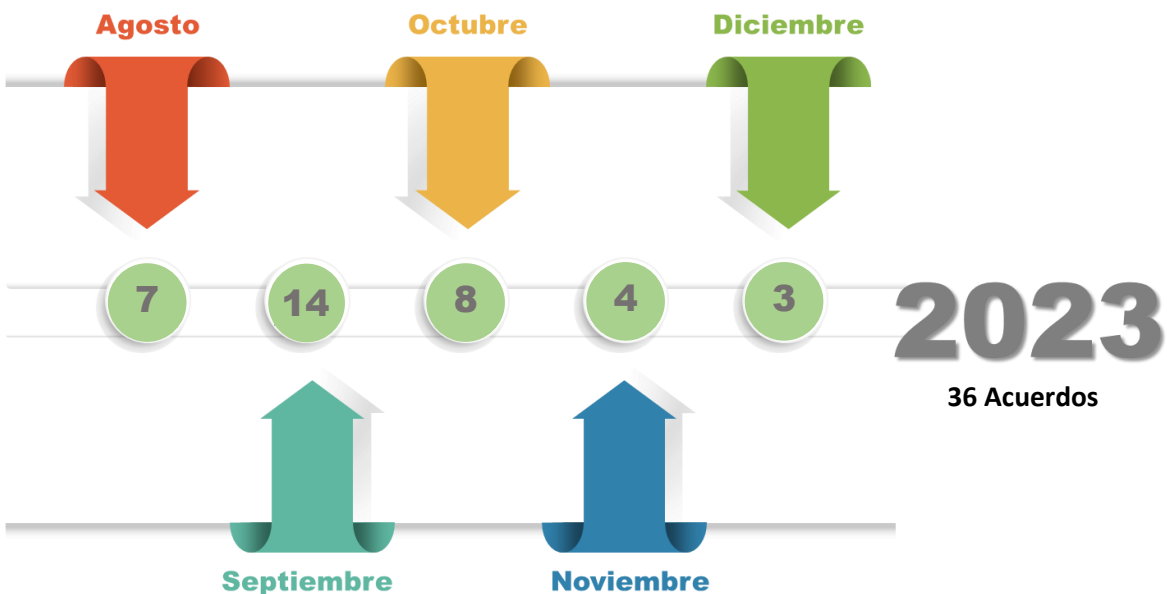 Agosto
Octubre
Diciembre
7
14
8
4
3
2023
36 Acuerdos
Septiembre
Noviembre